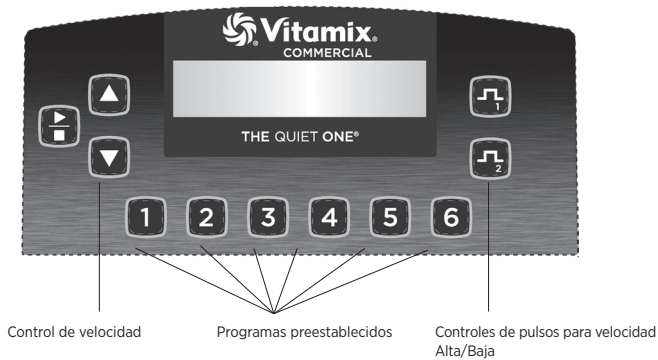 Vitamix®
COMMERCIAL
THE QUIET ONE®
1
2
1 2 3 4 5 6
Control de velocidad
Programas preestablecidos
Controles de pulsos para velocidad
Alta/Baja